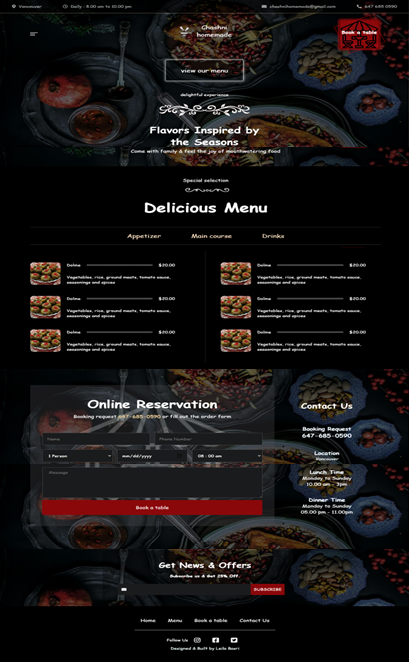 Vancouver
Daily : 8.00 am to 10.00 pm
chashnihomemade@gmail.com
647 685 0590
Chashni
homemade
Book a table
view our menu
delightful experience
Flavors Inspired by
the Seasons
Come with family & feel the joy of mouthwatering food
Special selection
Delicious Menu
Appetizer
Main course
Drinks
Dolma $20.00
Vegetables, rice, ground meats, tomato sauce,
seasonings and spices
Dolma $20.00
Vegetables, rice, ground meats, tomato sauce,
seasonings and spices
Dolma $20.00
Vegetables, rice, ground meats, tomato sauce,
seasonings and spices
Dolma $20.00
Vegetables, rice, ground meats, tomato sauce,
seasonings and spices
Dolma $20.00
Vegetables, rice, ground meats, tomato sauce,
seasonings and spices
Dolma $20.00
Vegetables, rice, ground meats, tomato sauce,
seasonings and spices
Online Reservation
Booking request 647-685-0590 or fill out the order form
Name
Phone Number
1 Person
mm/dd/yyyy
08 : 00 am
Message
Book a table
Contact Us
Booking Request
647-685-0590
Location
Vancouver
Lunch Time
Monday to Sunday
10.00 am - 3pm
Dinner Time
Monday to Sunday
05.00 pm - 11.00pm
Get News & Offers
Subscribe us & Get 25% Off.
SUBSCRIBE
Home
Menu
Book a table
Contact Us
Follow Us
Designed & Built by Laila Basri